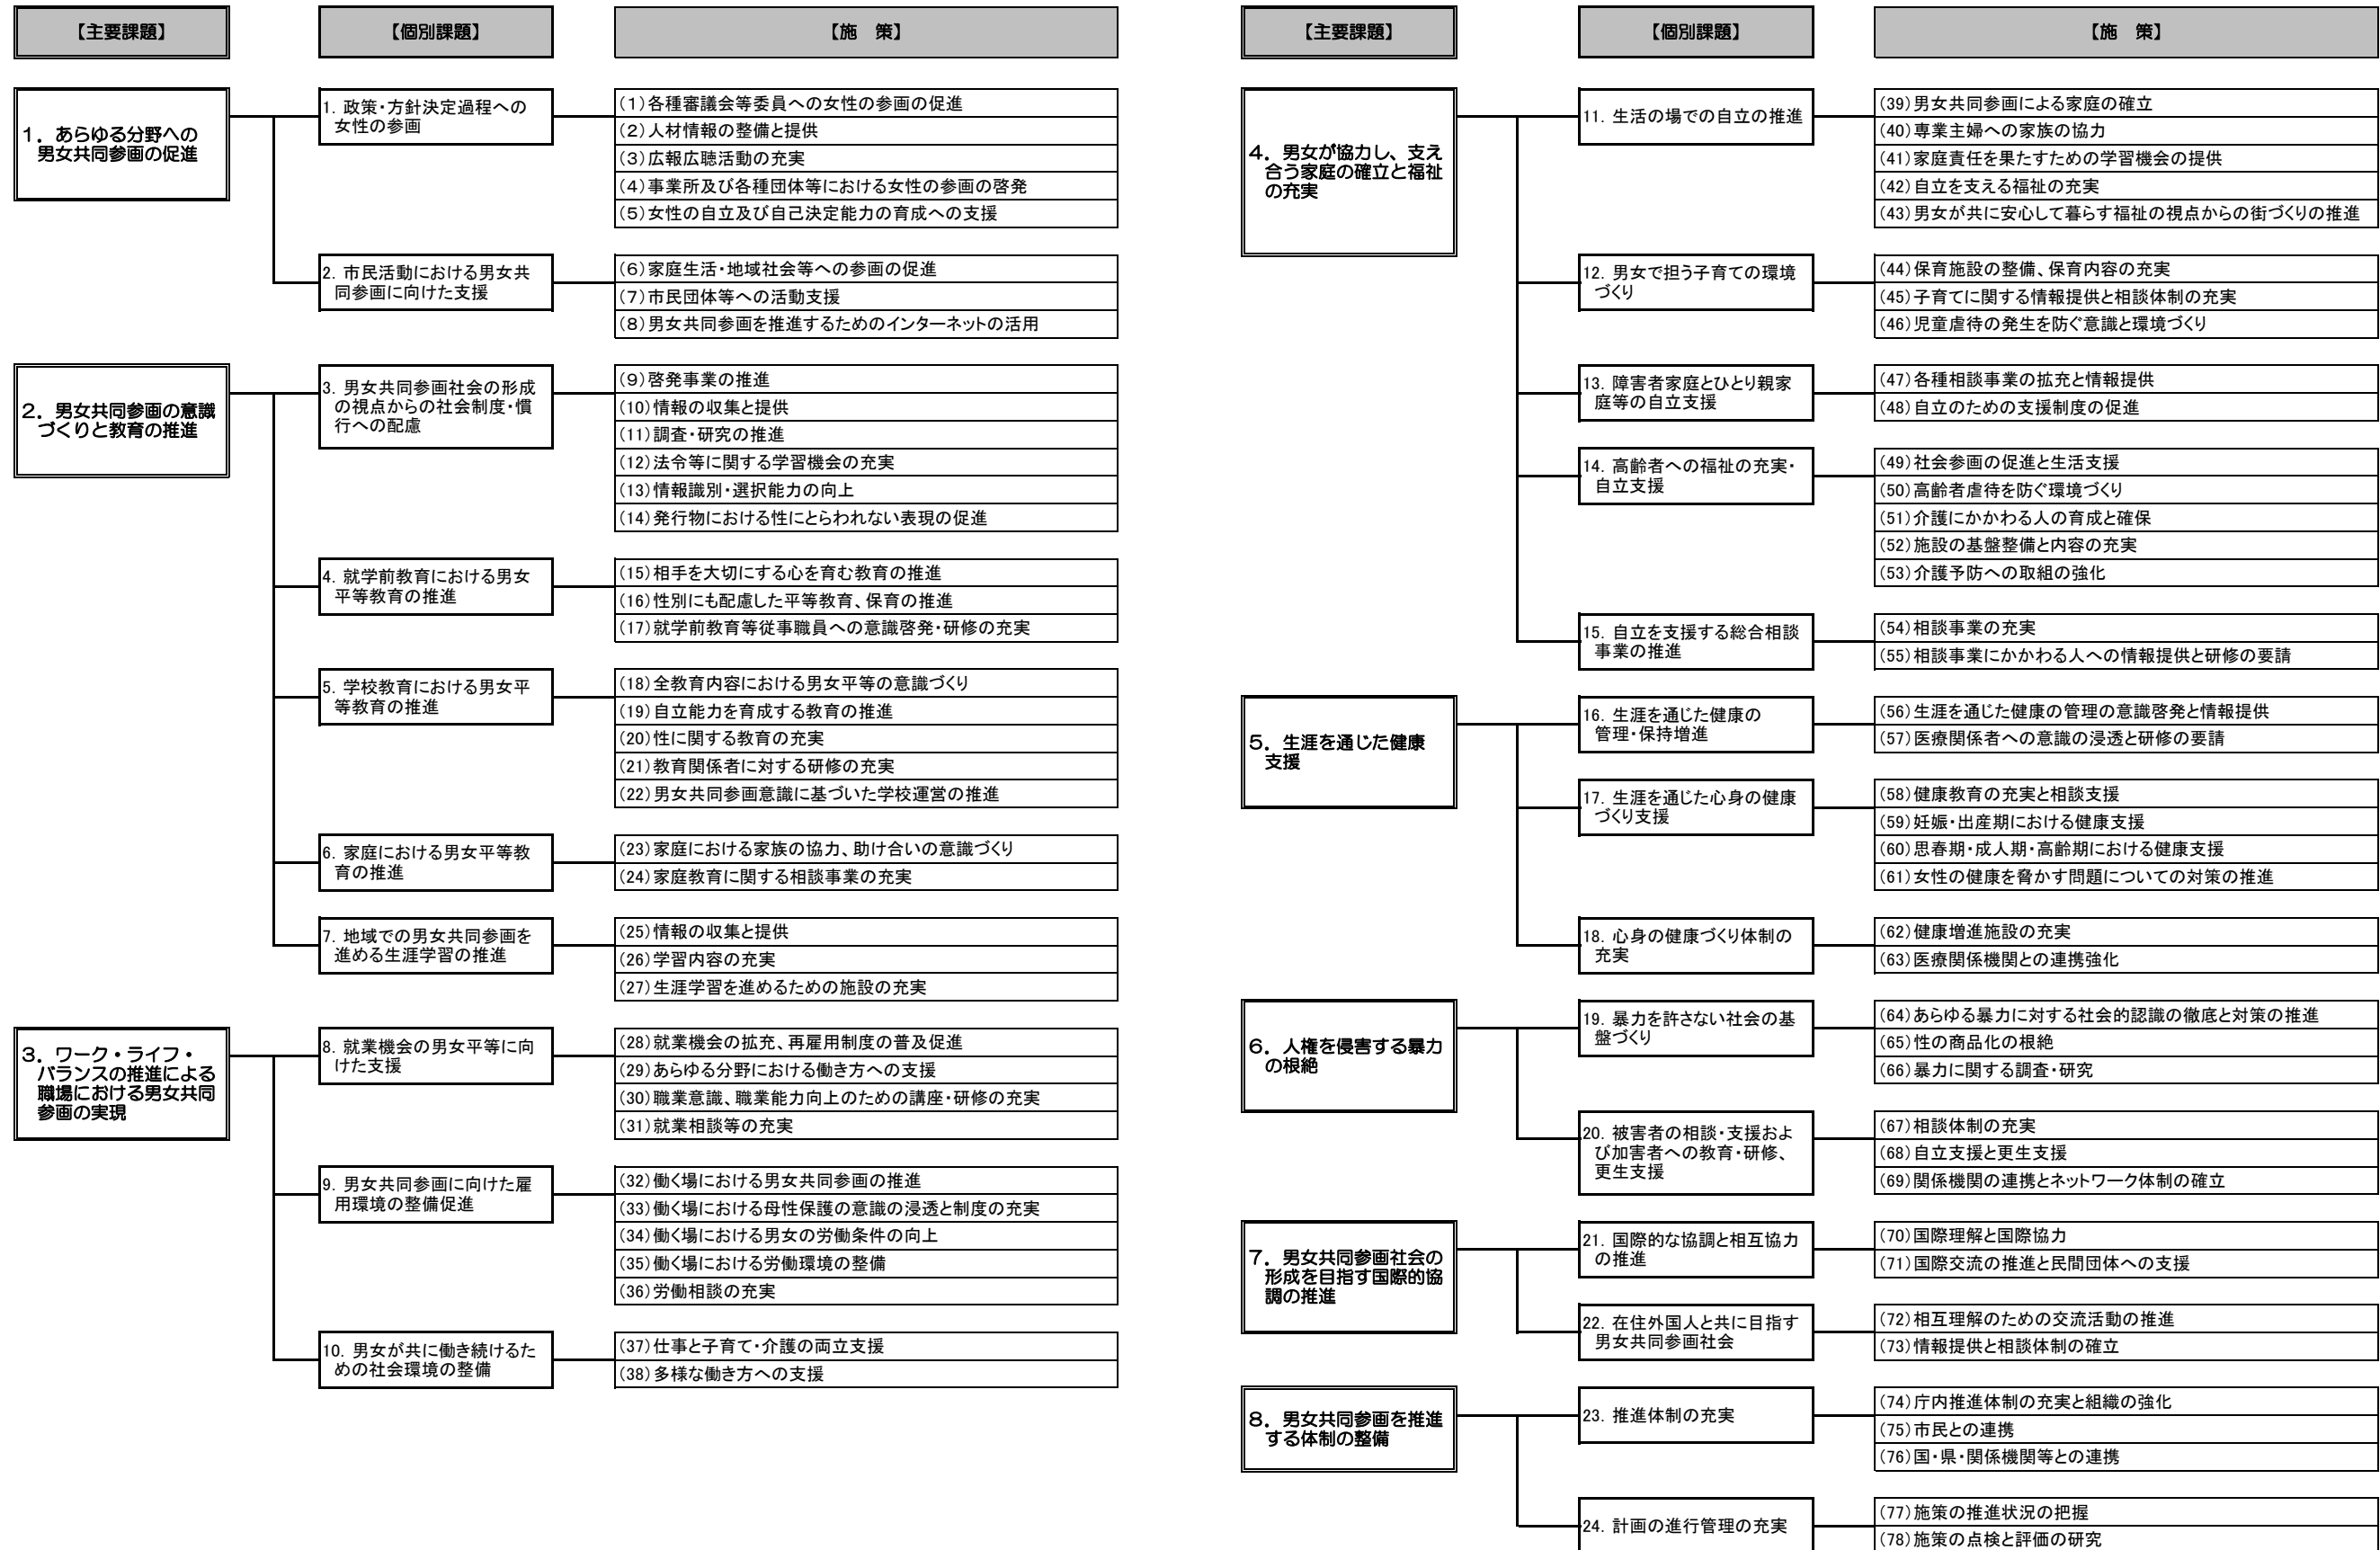 【主要課題】
【個別課題】
【施　策】
1．あらゆる分野への
男女共同参画の促進
1. 政策・方針決定過程への
女性の参画
(1)各種審議会等委員への女性の参画の促進
(2)人材情報の整備と提供
(3)広報広聴活動の充実
(4)事業所及び各種団体等における女性の参画の啓発
(5)女性の自立及び自己決定能力の育成への支援
2. 市民活動における男女共
同参画に向けた支援
(6)家庭生活・地域社会等への参画の促進
(7)市民団体等への活動支援
(8)男女共同参画を推進するためのインターネットの活用
2．男女共同参画の意識
づくりと教育の推進
3. 男女共同参画社会の形成
の視点からの社会制度・慣
行への配慮
(9)啓発事業の推進
(10)情報の収集と提供
(11)調査・研究の推進
(12)法令等に関する学習機会の充実
(13)情報識別・選択能力の向上
(14)発行物における性にとらわれない表現の促進
4. 就学前教育における男女
平等教育の推進
(15)相手を大切にする心を育む教育の推進
(16)性別にも配慮した平等教育、保育の推進
(17)就学前教育等従事職員への意識啓発・研修の充実
5. 学校教育における男女平
等教育の推進
(18)全教育内容における男女平等の意識づくり
(19)自立能力を育成する教育の推進
(20)性に関する教育の充実
(21)教育関係者に対する研修の充実
(22)男女共同参画意識に基づいた学校運営の推進
6. 家庭における男女平等教
育の推進
(23)家庭における家族の協力、助け合いの意識づくり
(24)家庭教育に関する相談事業の充実
7. 地域での男女共同参画を
進める生涯学習の推進
(25)情報の収集と提供
(26)学習内容の充実
(27)生涯学習を進めるための施設の充実
3．ワーク・ライフ・
バランスの推進による
職場における男女共同
参画の実現
8. 就業機会の男女平等に向
けた支援
(28)就業機会の拡充、再雇用制度の普及促進
(29)あらゆる分野における働き方への支援
(30)職業意識、職業能力向上のための講座・研修の充実
(31)就業相談等の充実
9. 男女共同参画に向けた雇
用環境の整備促進
(32)働く場における男女共同参画の推進
(33)働く場における母性保護の意識の浸透と制度の充実
(34)働く場における男女の労働条件の向上
(35)働く場における労働環境の整備
(36)労働相談の充実
10. 男女が共に働き続けるた
めの社会環境の整備
(37)仕事と子育て・介護の両立支援
(38)多様な働き方への支援
【主要課題】
【個別課題】
【施　策】
4．男女が協力し、支え
合う家庭の確立と福祉
の充実
11. 生活の場での自立の推進
(39)男女共同参画による家庭の確立
(40)専業主婦への家族の協力
(41)家庭責任を果たすための学習機会の提供
(42)自立を支える福祉の充実
(43)男女が共に安心して暮らす福祉の視点からの街づくりの推進
12. 男女で担う子育ての環境
づくり
(44)保育施設の整備、保育内容の充実
(45)子育てに関する情報提供と相談体制の充実
(46)児童虐待の発生を防ぐ意識と環境づくり
13. 障害者家庭とひとり親家
庭等の自立支援
(47)各種相談事業の拡充と情報提供
(48)自立のための支援制度の促進
14. 高齢者への福祉の充実・
自立支援
(49)社会参画の促進と生活支援
(50)高齢者虐待を防ぐ環境づくり
(51)介護にかかわる人の育成と確保
(52)施設の基盤整備と内容の充実
(53)介護予防への取組の強化
15. 自立を支援する総合相談
事業の推進
(54)相談事業の充実
(55)相談事業にかかわる人への情報提供と研修の要請
5．生涯を通じた健康
支援
16. 生涯を通じた健康の
管理・保持増進
(56)生涯を通じた健康の管理の意識啓発と情報提供
(57)医療関係者への意識の浸透と研修の要請
17. 生涯を通じた心身の健康
づくり支援
(58)健康教育の充実と相談支援
(59)妊娠・出産期における健康支援
(60)思春期・成人期・高齢期における健康支援
(61)女性の健康を脅かす問題についての対策の推進
18. 心身の健康づくり体制の
充実
(62)健康増進施設の充実
(63)医療関係機関との連携強化
6．人権を侵害する暴力
の根絶
19. 暴力を許さない社会の基
盤づくり
(64)あらゆる暴力に対する社会的認識の徹底と対策の推進
(65)性の商品化の根絶
(66)暴力に関する調査・研究
20. 被害者の相談・支援およ
び加害者への教育・研修、
更生支援
(67)相談体制の充実
(68)自立支援と更生支援
(69)関係機関の連携とネットワーク体制の確立
7．男女共同参画社会の
形成を目指す国際的協
調の推進
21. 国際的な協調と相互協力
の推進
(70)国際理解と国際協力
(71)国際交流の推進と民間団体への支援
22. 在住外国人と共に目指す
男女共同参画社会
(72)相互理解のための交流活動の推進
(73)情報提供と相談体制の確立
8．男女共同参画を推進
する体制の整備
23. 推進体制の充実
(74)庁内推進体制の充実と組織の強化
(75)市民との連携
(76)国・県・関係機関等との連携
24. 計画の進行管理の充実
(77)施策の推進状況の把握
(78)施策の点検と評価の研究